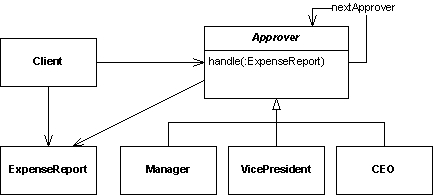 nextApprover
Approver
Client
handle(:ExpenseReport)
ExpenseReport
Manager
VicePresident
CEO